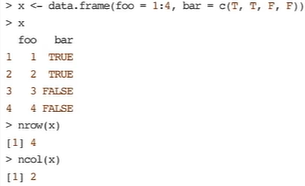 > x <- data.frame(foo = 1:4, bar = c(T, T, F, F))
> x
  foo   bar
1   1  TRUE
2   2  TRUE
3   3 FALSE
4   4 FALSE
> nrow(x)
[1] 4
> ncol(x)
[1] 2